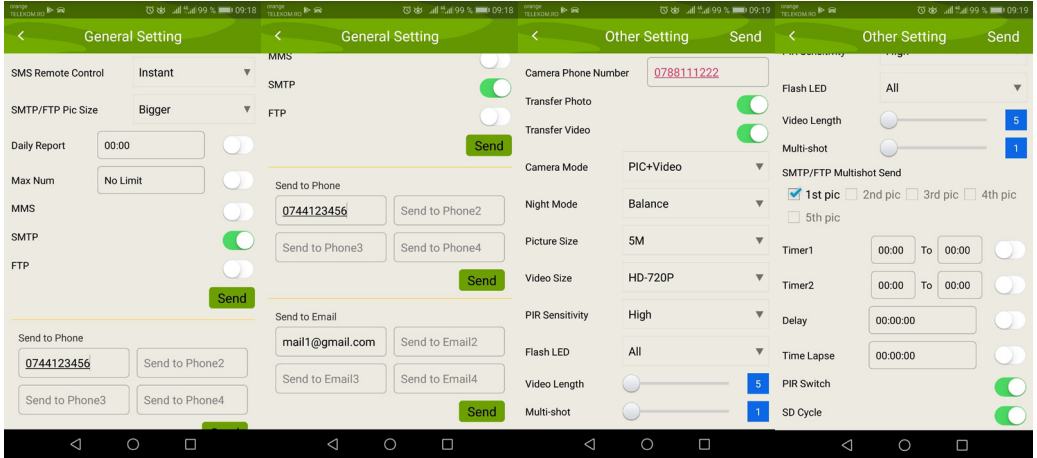 orange
TELEKOM.RO
4G
99 %
09:18
General Setting
SMS Remote Control
Instant
SMTP/FTP Pic Size
Bigger
Daily Report
00:00
Max Num
No Limit
MMS
SMTP
FTP
Send
Send to Phone
0744123456
Send to Phone2
Send to Phone3
Send to Phone4
orange
TELEKOM.RO
4G
99 %
09:18
General Setting
MMS
SMTP
FTP
Send
Send to Phone
0744123456
Send to Phone2
Send to Phone3
Send to Phone4
Send
Send to Email
mail1@gmail.com
Send to Email2
Send to Email3
Send to Email4
Send
orange
TELEKOM.RO
4G
99 %
09:19
Other Setting
Send
Camera Phone Number
0788111222
Transfer Photo
Transfer Video
Camera Mode
PIC+Video
Night Mode
Balance
Picture Size
5M
Video Size
HD-720P
PIR Sensitivity
High
Flash LED
All
Video Length
5
Multi-shot
1
orange
TELEKOM.RO
4G
99 %
09:19
Other Setting
Send
PIR Sensitivity
High
Flash LED
All
Video Length
5
Multi-shot
1
SMTP/FTP Multishot Send
1st pic 2nd pic 3rd pic 4th pic
5th pic
Timer1
00:00 To 00:00
Timer2
00:00 To 00:00
Delay
00:00:00
Time Lapse
00:00:00
PIR Switch
SD Cycle